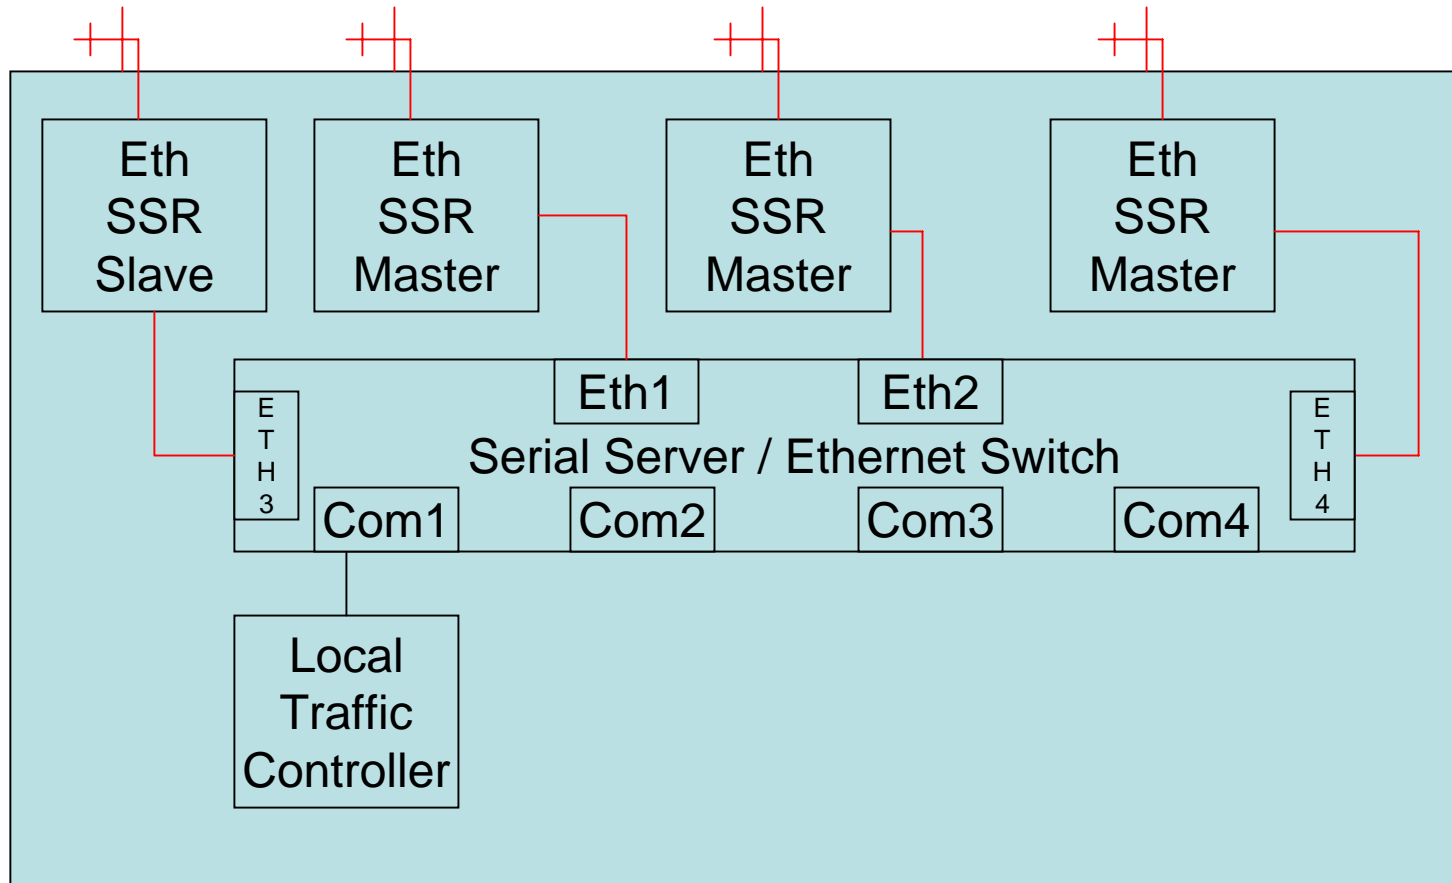 Eth
SSR
Slave
Eth
SSR
Master
Eth
SSR
Master
Eth
SSR
Master
Eth1
Eth2
E
T
H
3
Serial Server / Ethernet Switch
E
T
H
4
Com1
Com2
Com3
Com4
Local
Traffic
Controller